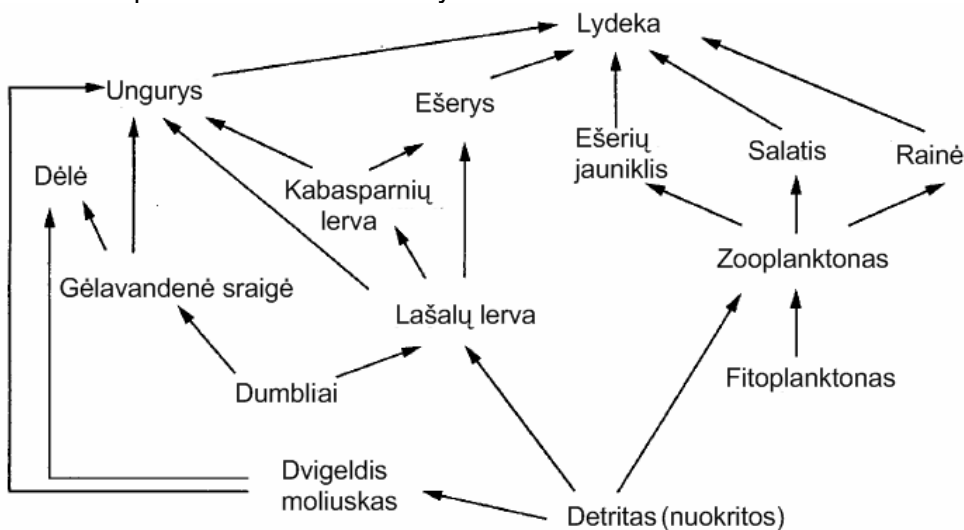 Lydeka
Ungurys
Ešerys
Ešerių
jauniklis
Salatis
Rainė
Dėlė
Kabasparnių
lerva
Zooplanktonas
Gėlavandenė sraigė
Lašalų lerva
Fitoplanktonas
Dumbliai
Dvigeldis
moliuskas
Detritas (nuokritos)